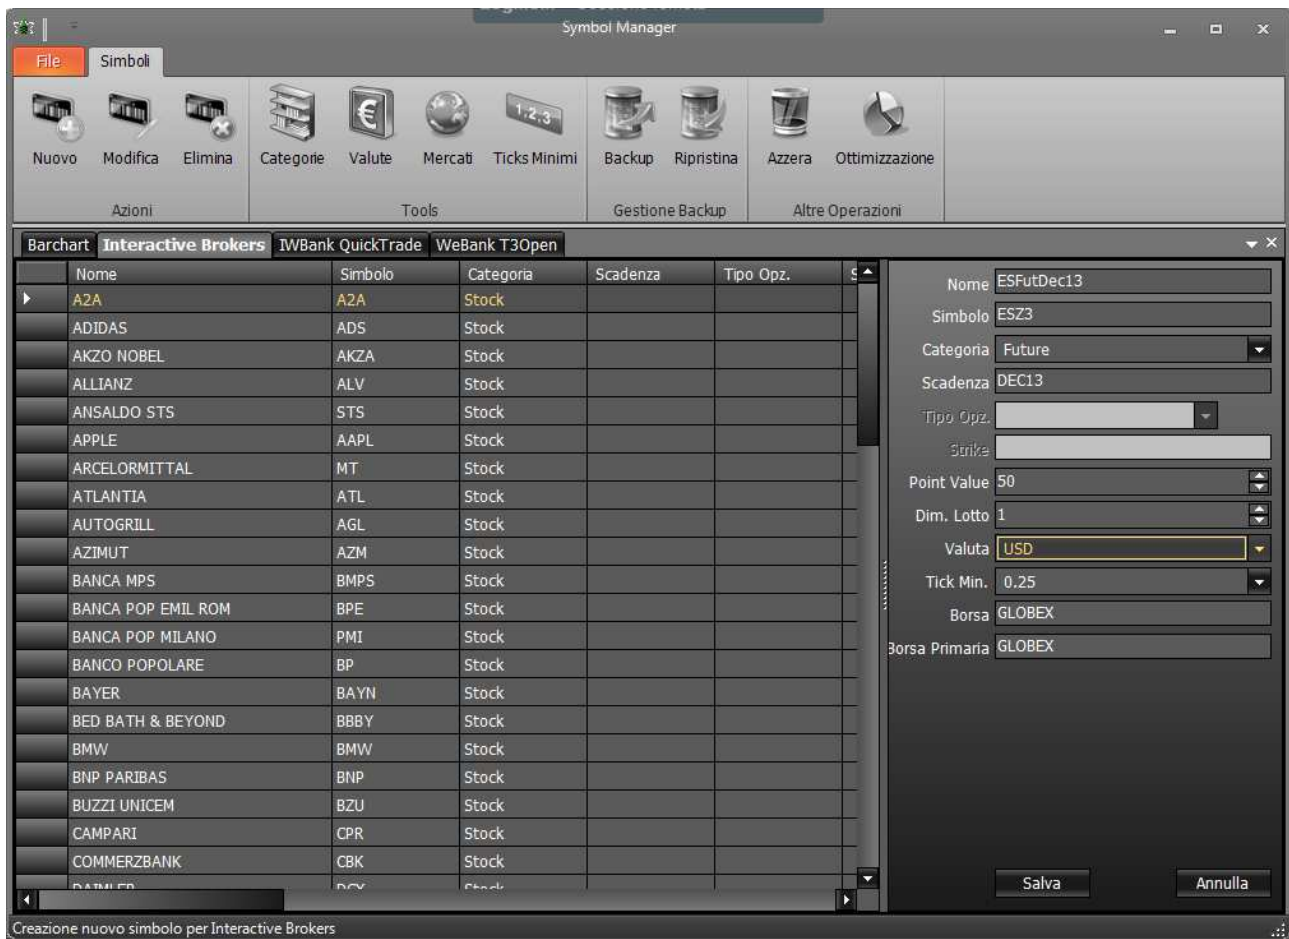 Symbol Manager
File Simboli
1,2,3
Nuovo Modifica Elimina Categorie Valute Mercati Ticks Minimi Backup Ripristina Azzera Ottimizzazione
Azioni Tools Gestione Backup Altre Operazioni
Barchart Interactive Brokers IWBank QuickTrade WeBank T3Open
Nome Simbolo Categoria Scadenza Tipo Opz. S
A2A A2A Stock
ADIDAS ADS Stock
AKZO NOBEL AKZA Stock
ALLIANZ ALV Stock
ANSALDO STS STS Stock
APPLE AAPL Stock
ARCELORMITTAL MT Stock
ATLANTIA ATL Stock
AUTOGRILL AGL Stock
AZIMUT AZM Stock
BANCA MPS BMPS Stock
BANCA POP EMIL ROM BPE Stock
BANCA POP MILANO PMI Stock
BANCO POPOLARE BP Stock
BAYER BAYN Stock
BED BATH & BEYOND BBBY Stock
BMW BMW Stock
BNP PARIBAS BNP Stock
BUZZI UNICEM BZU Stock
CAMPARI CPR Stock
COMMERZBANK CBK Stock
Nome ESFutDec13
Simbolo ESZ3
Categoria Future
Scadenza DEC13
Tipo Opz.
Strike
Point Value 50
Dim. Lotto 1
Valuta USD
Tick Min. 0.25
Borsa GLOBEX
Borsa Primaria GLOBEX
Salva Annulla
Creazione nuovo simbolo per Interactive Brokers